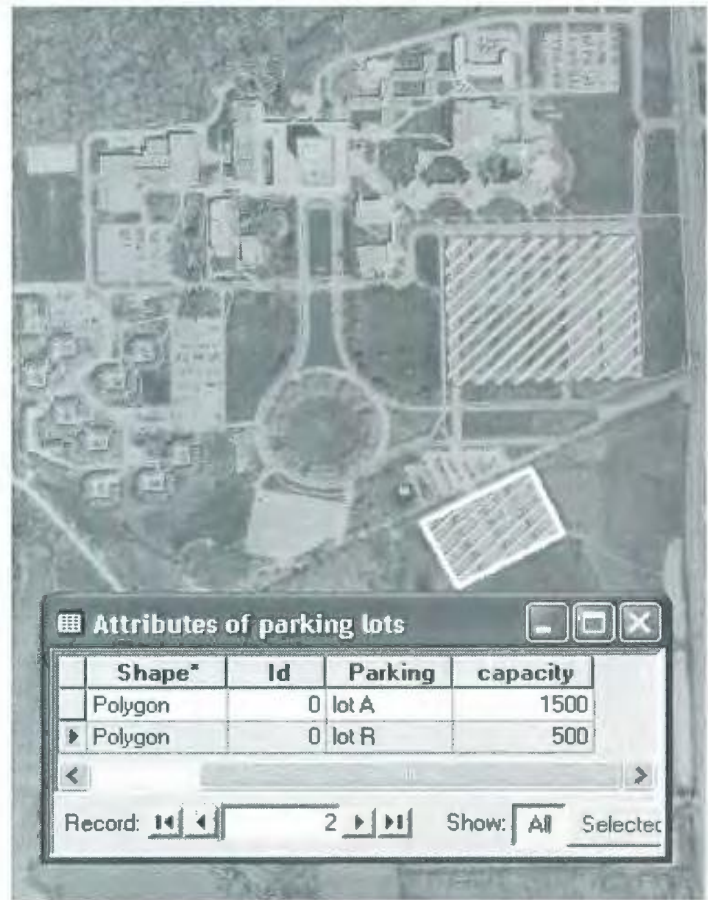 Attributes of parking lots
Shape* Id Parking capacity
Polygon 0 lot A 1500
Polygon 0 lot R 500
Record: 2 Show: All Selected